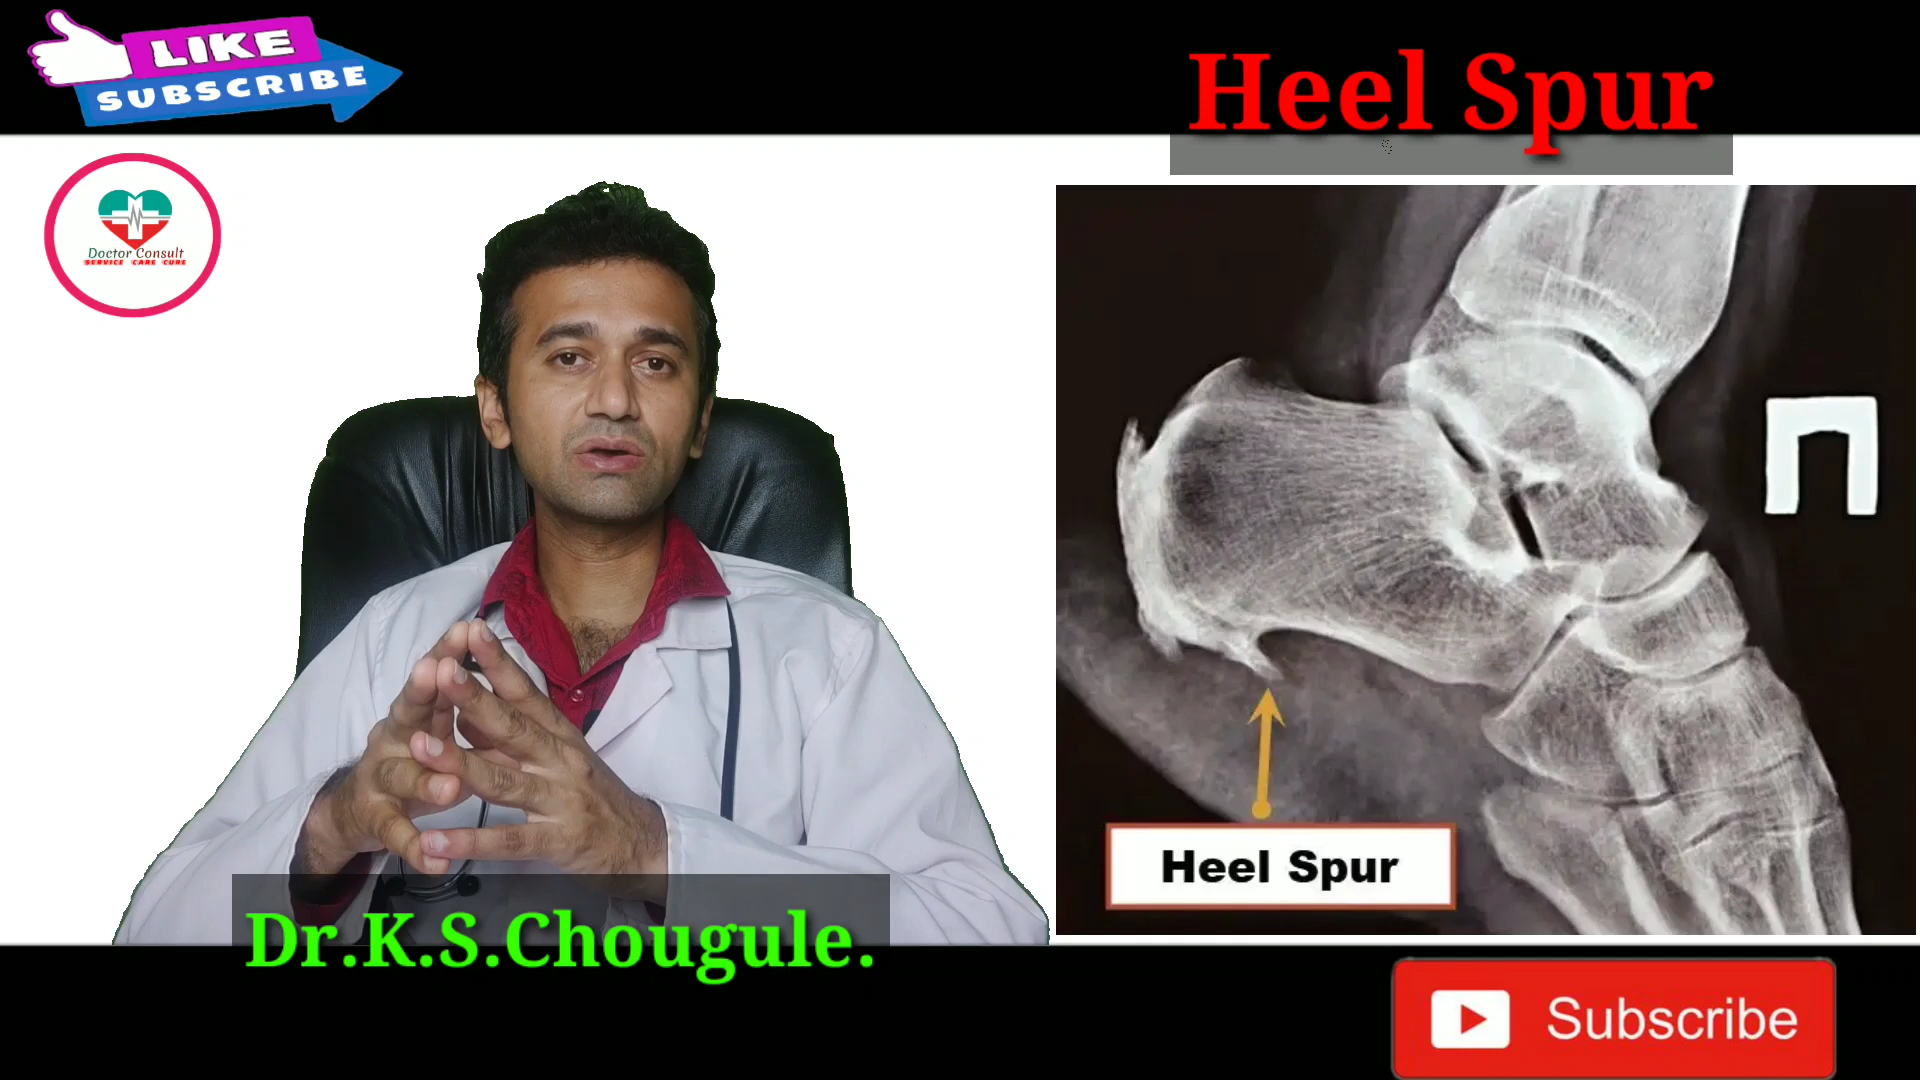 LIKE
SUBSCRIBE
Heel Spur
Doctor Consult
SERVICE CARE CURE
П
Heel Spur
Dr.K.S.Chougule.
Subscribe